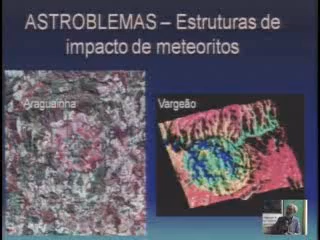 ASTROBLEMAS – Estruturas de
impacto de meteoritos
Araguainha
Vargeão